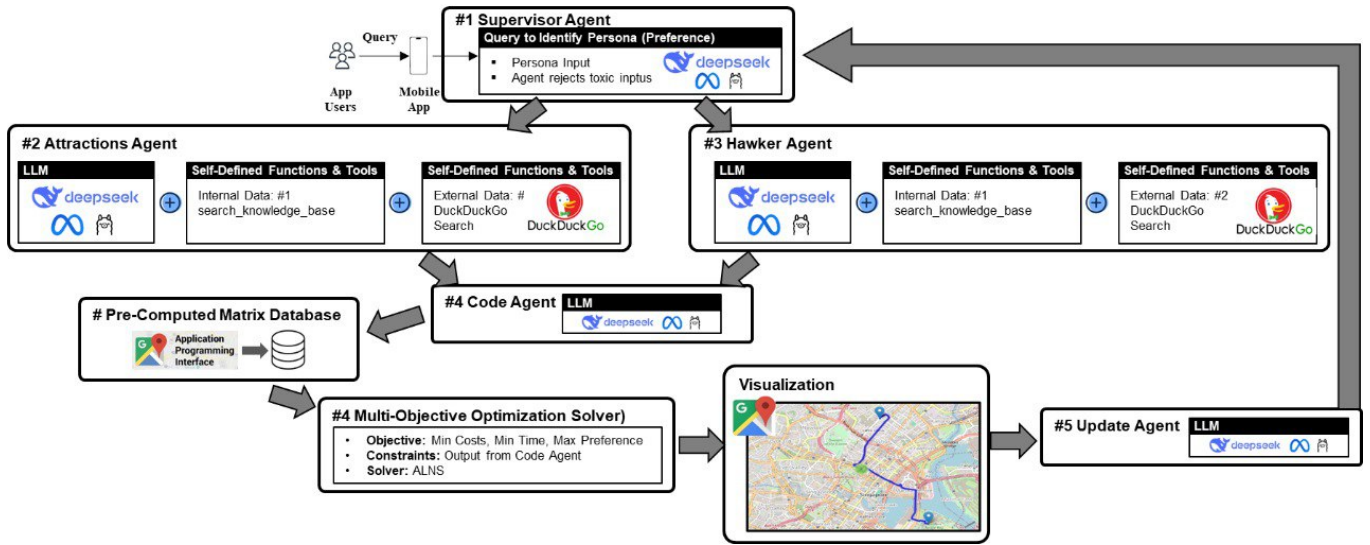 #1 Supervisor Agent
Query to Identify Persona (Preference)
▪ Persona Input
▪ Agent rejects toxic inptus
deepseek
Query
App
Users
Mobile
App
#2 Attractions Agent
LLM
deepseek
Self-Defined Functions & Tools
Internal Data: #1
search_knowledge_base
Self-Defined Functions & Tools
External Data: #
DuckDuckGo
Search
DuckDuckGo
#3 Hawker Agent
LLM
deepseek
Self-Defined Functions & Tools
Internal Data: #1
search_knowledge_base
Self-Defined Functions & Tools
External Data: #2
DuckDuckGo
Search
DuckDuckGo
#4 Code Agent
LLM
deepseek
# Pre-Computed Matrix Database
G
Application
Programming
Interface
#4 Multi-Objective Optimization Solver)
• Objective: Min Costs, Min Time, Max Preference
• Constraints: Output from Code Agent
• Solver: ALNS
Visualization
G
#5 Update Agent
LLM
deepseek